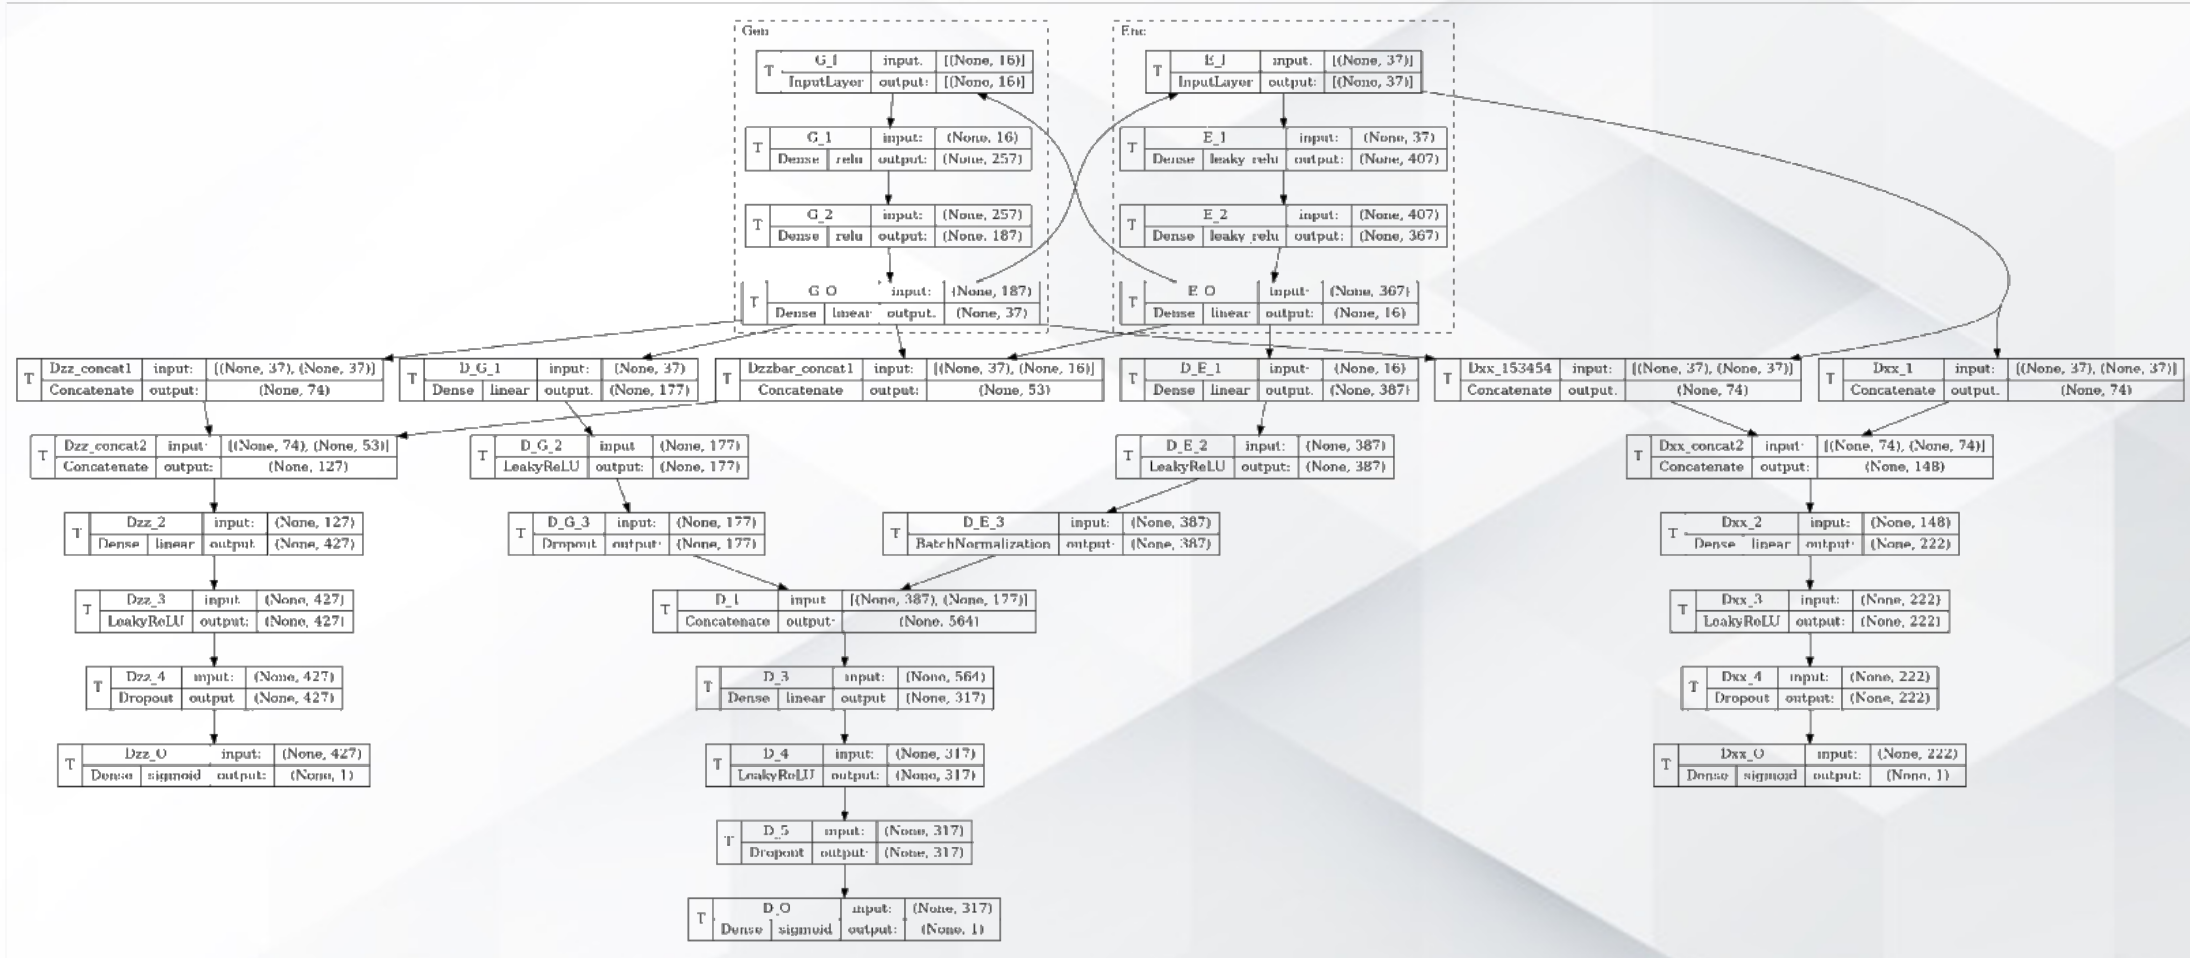 Gen
Enc
T G_I input: [(None, 16)]
InputLayer output: [(None, 16)]
T E_I input: [(None, 37)]
InputLayer output: [(None, 37)]
T G_1 input: (None, 16)
Dense relu output: (None, 257)
T E_1 input: (None, 37)
Dense leaky_relu output: (None, 407)
T G_2 input: (None, 257)
Dense relu output: (None, 187)
T E_2 input: (None, 407)
Dense leaky_relu output: (None, 367)
T G_O input: (None, 187)
Dense linear output: (None, 37)
T E_O input: (None, 367)
Dense linear output: (None, 16)
T Dzz_concat1 input: [(None, 37), (None, 37)]
Concatenate output: (None, 74)
T D_G_1 input: (None, 37)
Dense linear output: (None, 177)
T Dzzbar_concat1 input: [(None, 37), (None, 16)]
Concatenate output: (None, 53)
T D_E_1 input: (None, 16)
Dense linear output: (None, 387)
T Dxx_153454 input: [(None, 37), (None, 37)]
Concatenate output: (None, 74)
T Dxx_1 input: [(None, 37), (None, 37)]
Concatenate output: (None, 74)
T Dzz_concat2 input: [(None, 74), (None, 53)]
Concatenate output: (None, 127)
T D_G_2 input: (None, 177)
LeakyReLU output: (None, 177)
T D_E_2 input: (None, 387)
LeakyReLU output: (None, 387)
T Dxx_concat2 input: [(None, 74), (None, 74)]
Concatenate output: (None, 148)
T Dzz_2 input: (None, 127)
Dense linear output: (None, 427)
T D_G_3 input: (None, 177)
Dropout output: (None, 177)
T D_E_3 input: (None, 387)
BatchNormalization output: (None, 387)
T Dxx_2 input: (None, 148)
Dense linear output: (None, 222)
T Dzz_3 input: (None, 427)
LeakyReLU output: (None, 427)
T D_1 input: [(None, 387), (None, 177)]
Concatenate output: (None, 564)
T Dxx_3 input: (None, 222)
LeakyReLU output: (None, 222)
T Dzz_4 input: (None, 427)
Dropout output: (None, 427)
T D_3 input: (None, 564)
Dense linear output: (None, 317)
T Dxx_4 input: (None, 222)
Dropout output: (None, 222)
T Dzz_O input: (None, 427)
Dense sigmoid output: (None, 1)
T D_4 input: (None, 317)
LeakyReLU output: (None, 317)
T Dxx_O input: (None, 222)
Dense sigmoid output: (None, 1)
T D_5 input: (None, 317)
Dropout output: (None, 317)
T D_O input: (None, 317)
Dense sigmoid output: (None, 1)